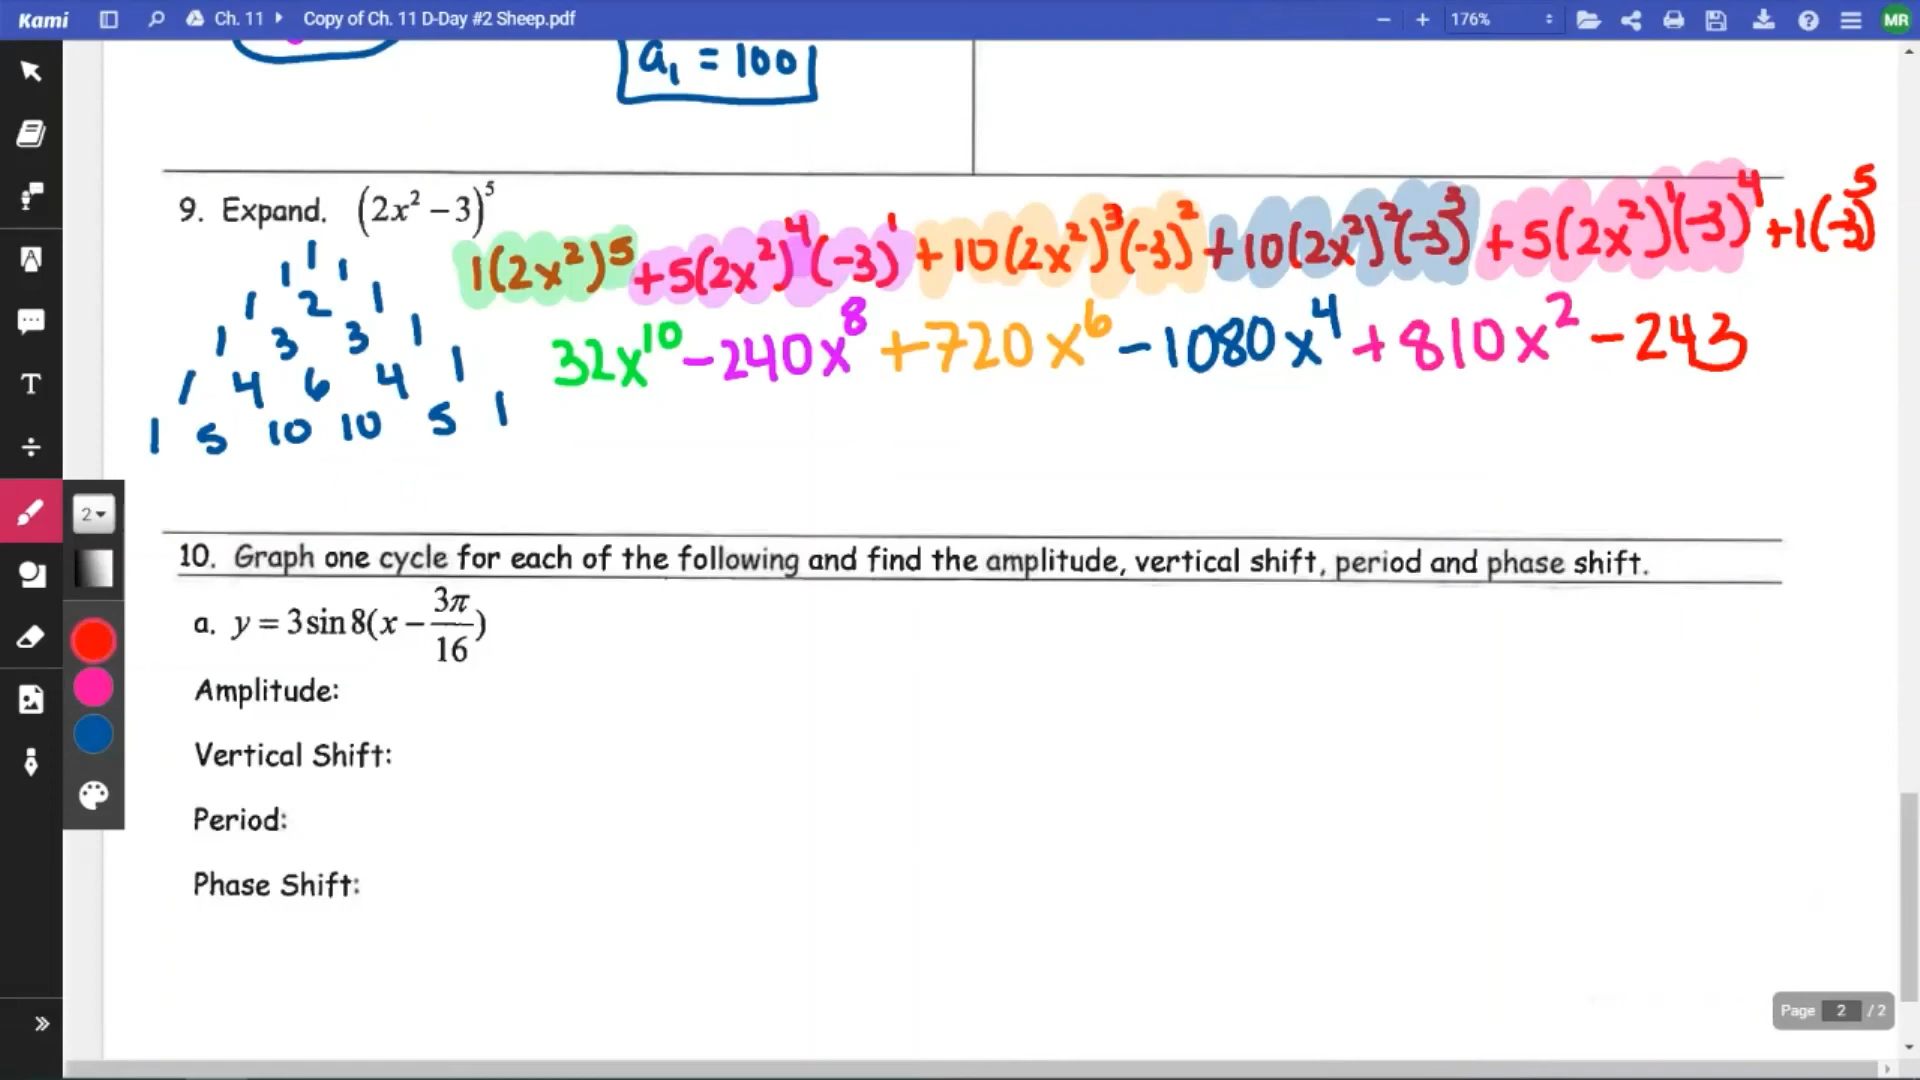 Kami Ch. 11 Copy of Ch. 11 D-Day #2 Sheep.pdf 176% MR
a₁ = 100
9. Expand. (2x² − 3)⁵
1(2x²)⁵ +5(2x²)⁴(-3)¹ +10(2x²)³(-3)² +10(2x²)²(-3)³ +5(2x²)¹(-3)⁴ +1(-3)⁵
32x¹⁰ −240x⁸ +720x⁶ −1080x⁴ +810x² −243
1
1 1
1 2 1
1 3 3 1
1 4 6 4 1
1 5 10 10 5 1
2
10. Graph one cycle for each of the following and find the amplitude, vertical shift, period and phase shift.
a. y = 3sin8(x − 3π/16)
Amplitude:
Vertical Shift:
Period:
Phase Shift:
Page 2 / 2